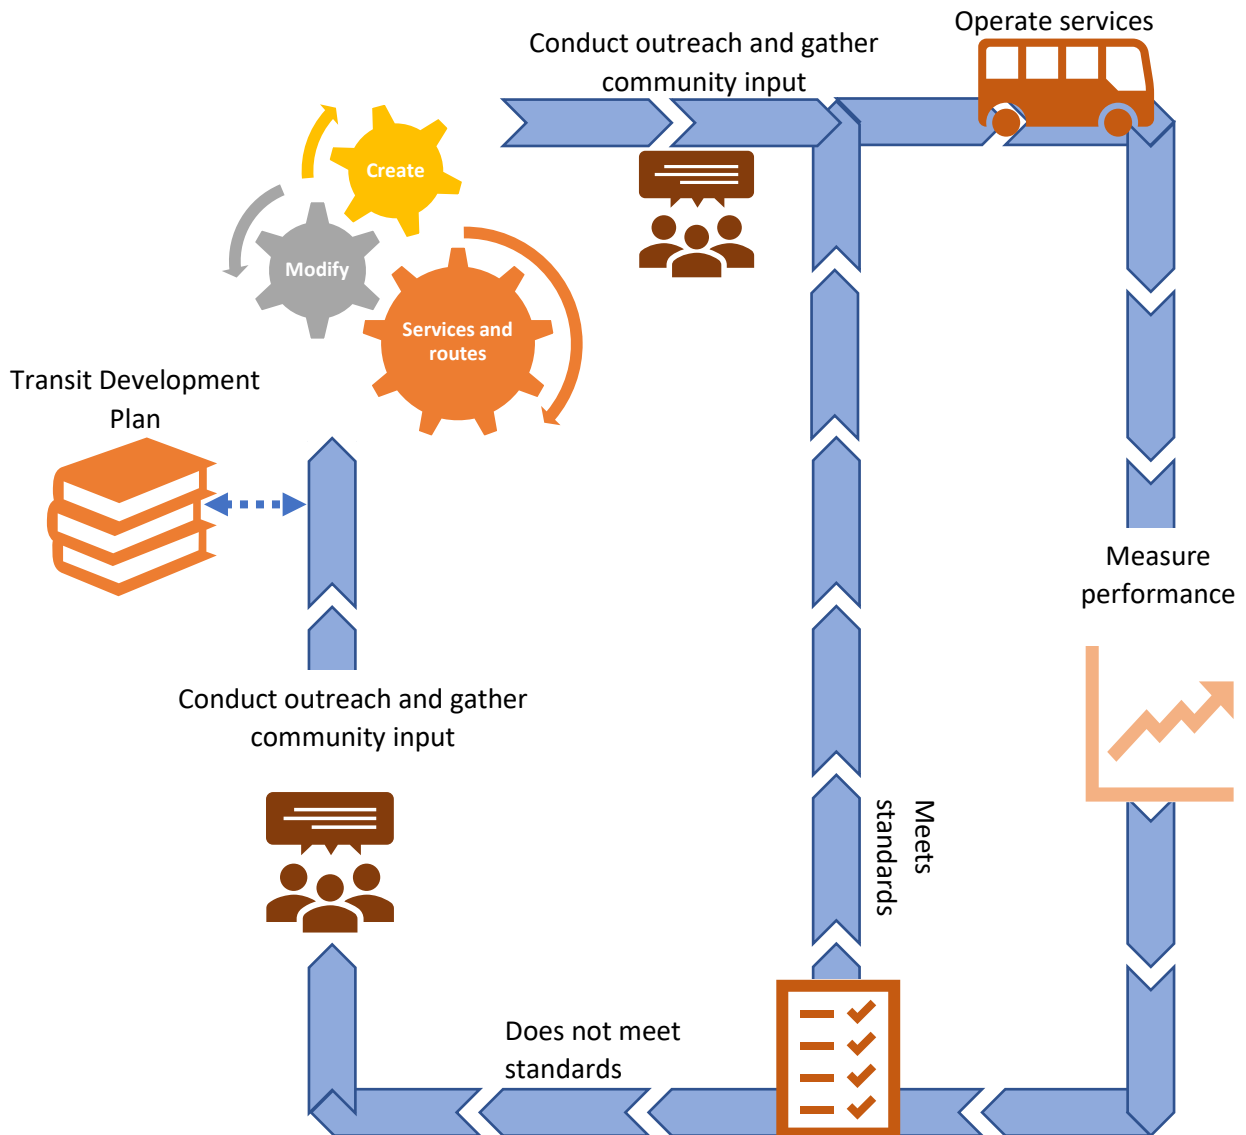 Operate services
Conduct outreach and gather
community input
Create
Modify
Services and
routes
Transit Development
Plan
Measure
performance
Conduct outreach and gather
community input
Meets
standards
Does not meet
standards